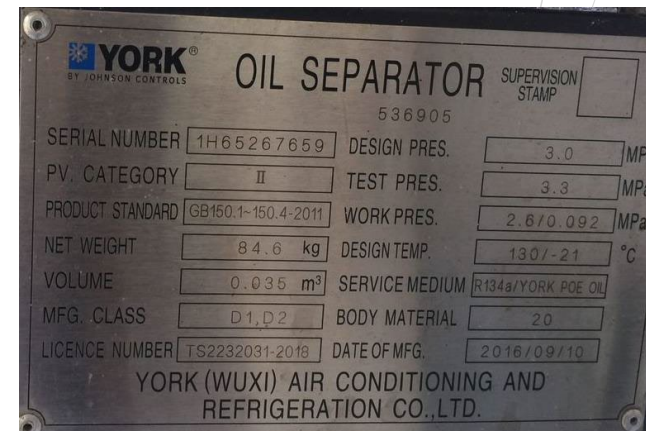 YORK®
BY JOHNSON CONTROLS
OIL SEPARATOR
SUPERVISION
STAMP
536905
SERIAL NUMBER 1H65267659 DESIGN PRES. 3.0 MP
PV. CATEGORY II TEST PRES. 3.3 MPa
PRODUCT STANDARD GB150.1~150.4-2011 WORK PRES. 2.6/0.092 MPa
NET WEIGHT 84.6 kg DESIGN TEMP. 130/-21 °C
VOLUME 0.035 m³ SERVICE MEDIUM R134a/YORK POE OIL
MFG. CLASS D1,D2 BODY MATERIAL 20
LICENCE NUMBER TS2232031-2018 DATE OF MFG. 2016/09/10
YORK (WUXI) AIR CONDITIONING AND
REFRIGERATION CO.,LTD.